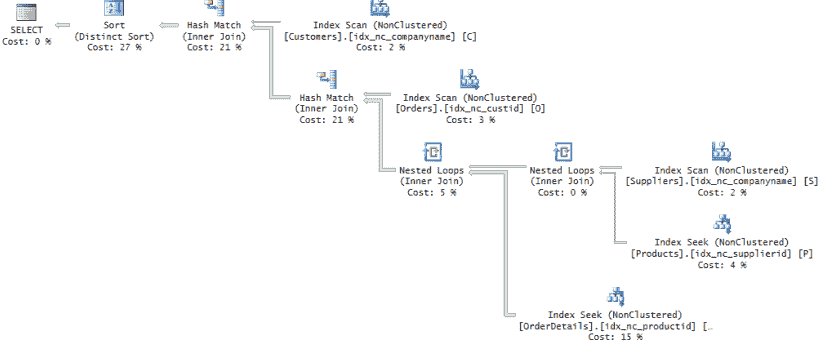 SELECT
Cost: 0 %
Sort
(Distinct Sort)
Cost: 27 %
Hash Match
(Inner Join)
Cost: 21 %
Index Scan (NonClustered)
[Customers].[idx_nc_companyname] [C]
Cost: 2 %
Hash Match
(Inner Join)
Cost: 21 %
Index Scan (NonClustered)
[Orders].[idx_nc_custid] [O]
Cost: 3 %
Nested Loops
(Inner Join)
Cost: 5 %
Nested Loops
(Inner Join)
Cost: 0 %
Index Scan (NonClustered)
[Suppliers].[idx_nc_companyname] [S]
Cost: 2 %
Index Seek (NonClustered)
[Products].[idx_nc_supplierid] [P]
Cost: 4 %
Index Seek (NonClustered)
[OrderDetails].[idx_nc_productid] […
Cost: 15 %